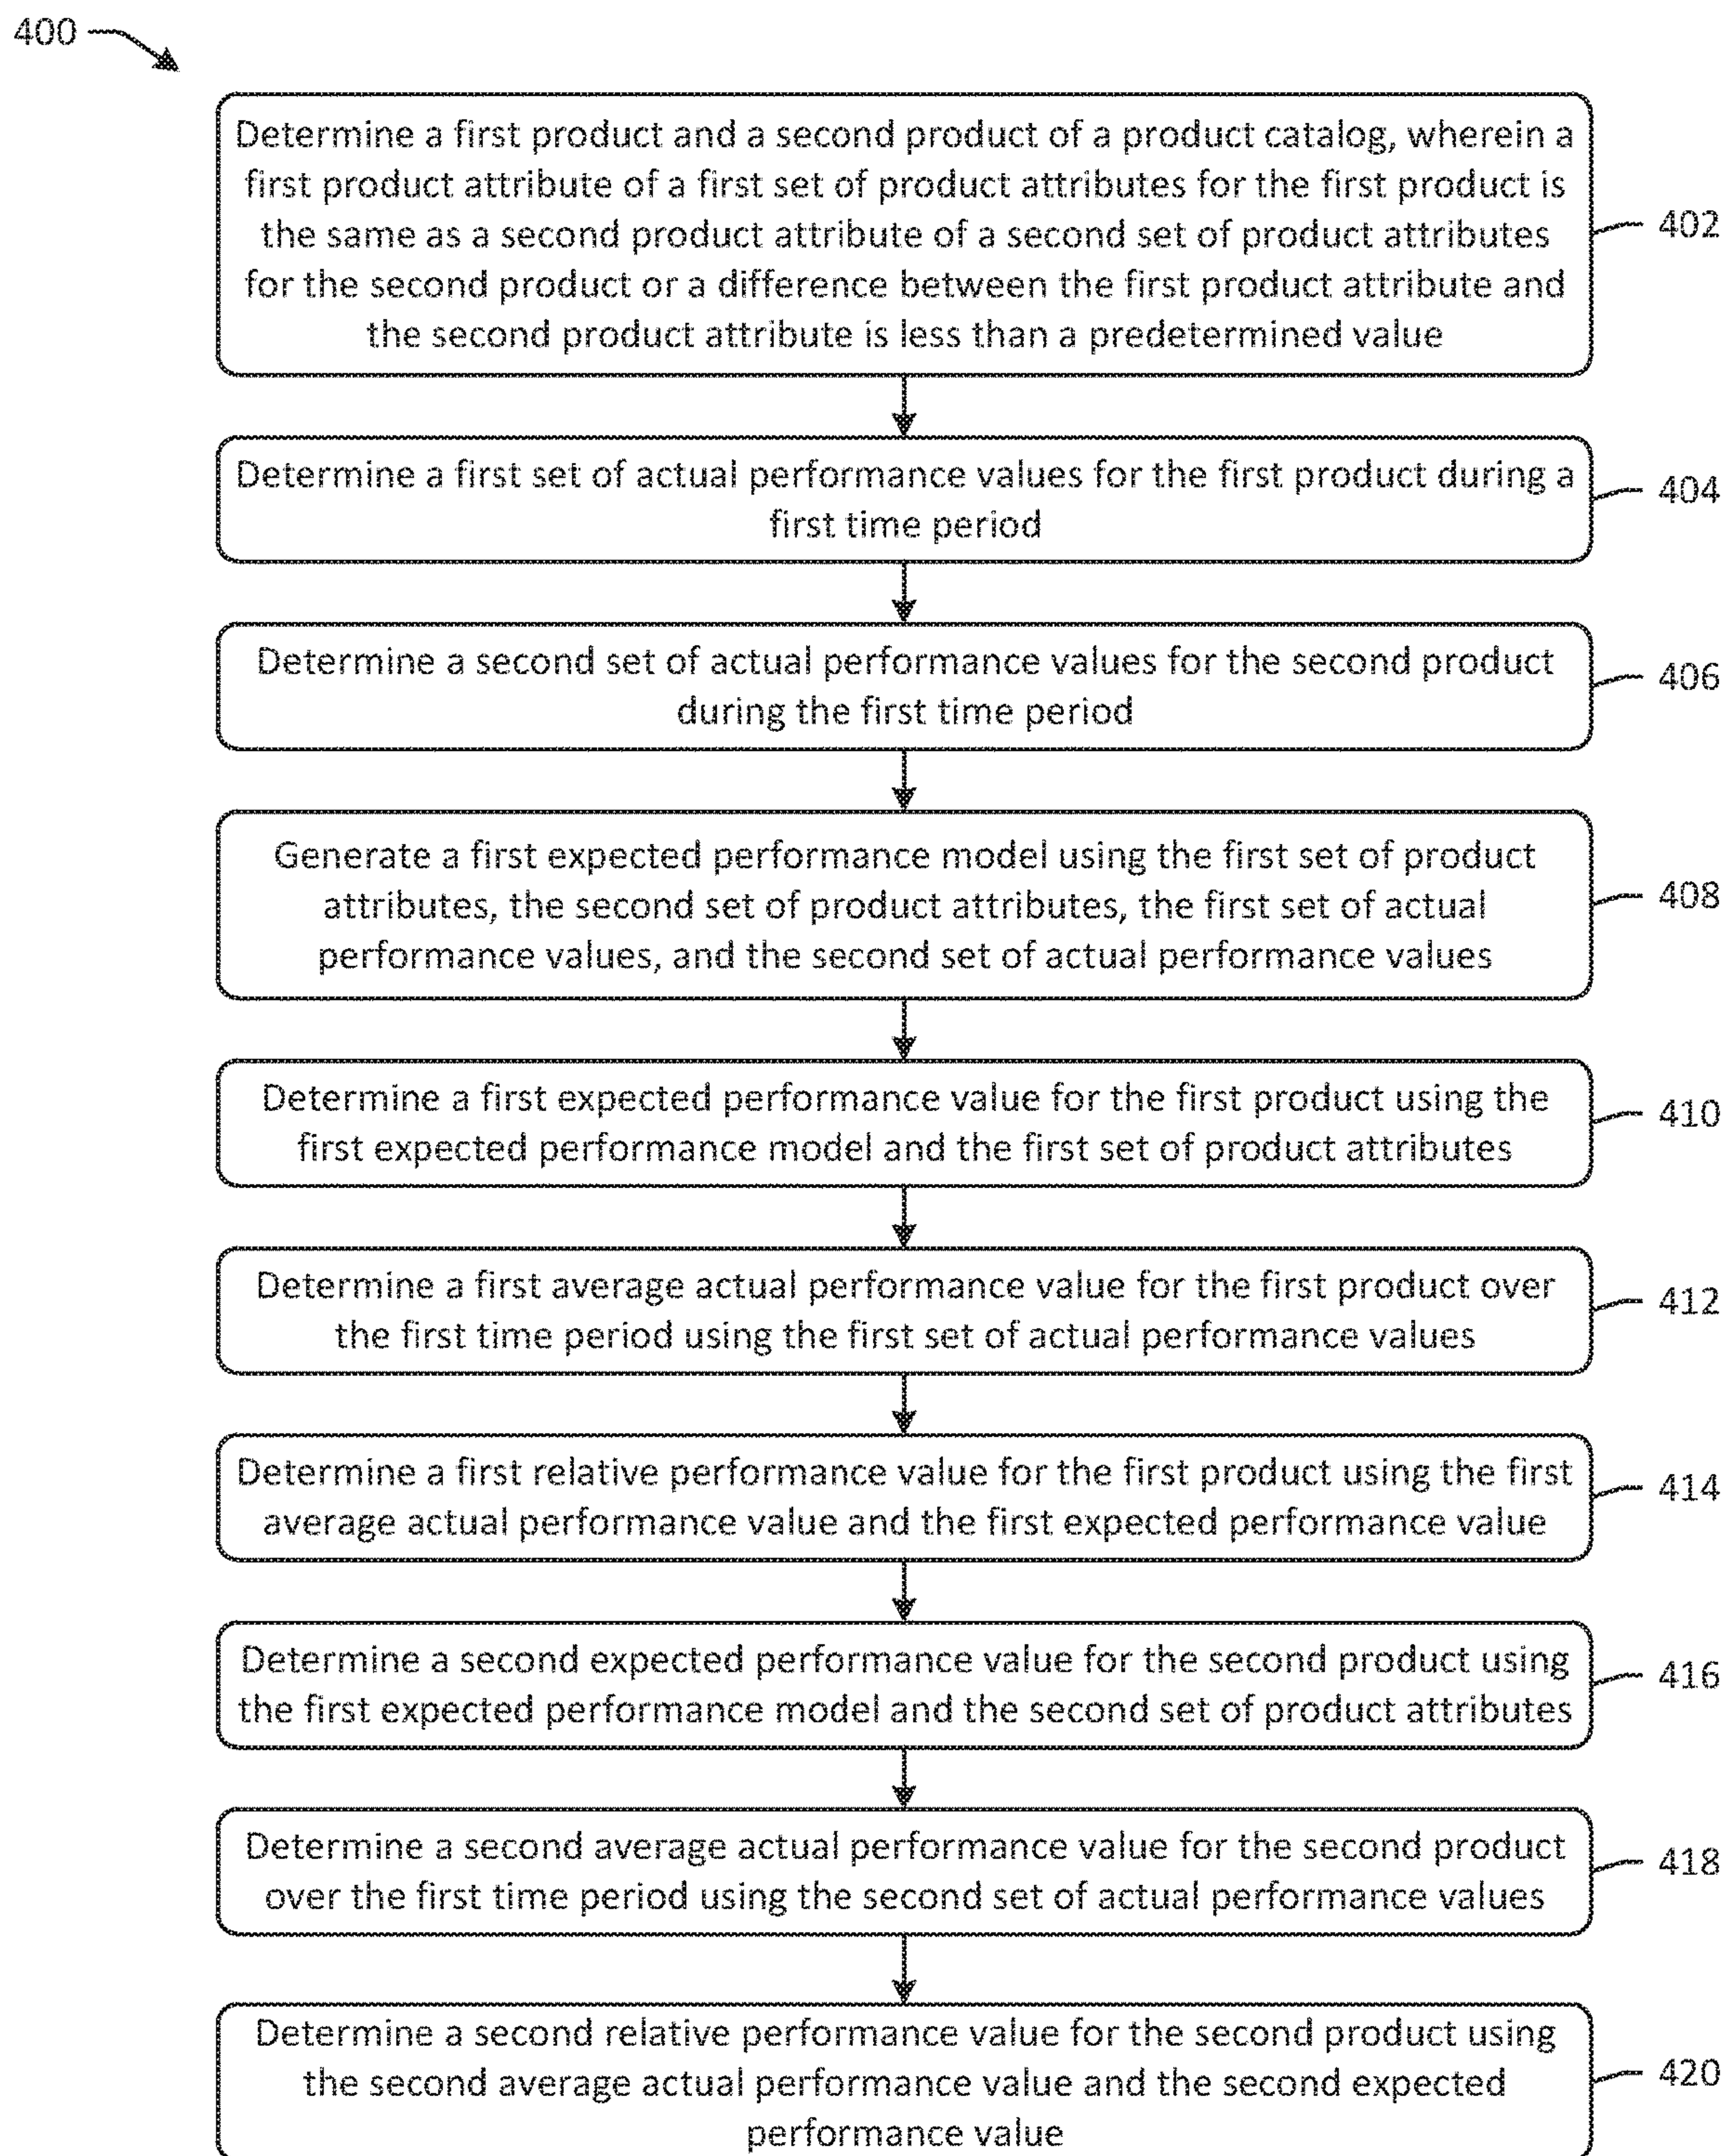 400
Determine a first product and a second product of a product catalog, wherein a
first product attribute of a first set of product attributes for the first product is
the same as a second product attribute of a second set of product attributes
for the second product or a difference between the first product attribute and
the second product attribute is less than a predetermined value
402
Determine a first set of actual performance values for the first product during a
first time period
404
Determine a second set of actual performance values for the second product
during the first time period
406
Generate a first expected performance model using the first set of product
attributes, the second set of product attributes, the first set of actual
performance values, and the second set of actual performance values
408
Determine a first expected performance value for the first product using the
first expected performance model and the first set of product attributes
410
Determine a first average actual performance value for the first product over
the first time period using the first set of actual performance values
412
Determine a first relative performance value for the first product using the first
average actual performance value and the first expected performance value
414
Determine a second expected performance value for the second product using
the first expected performance model and the second set of product attributes
416
Determine a second average actual performance value for the second product
over the first time period using the second set of actual performance values
418
Determine a second relative performance value for the second product using
the second average actual performance value and the second expected
performance value
420